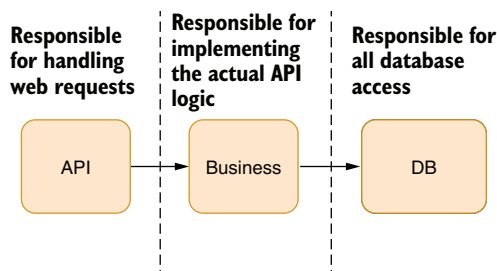 Responsible
for handling
web requests
Responsible for
implementing
the actual API
logic
Responsible for
all database
access
API
Business
DB